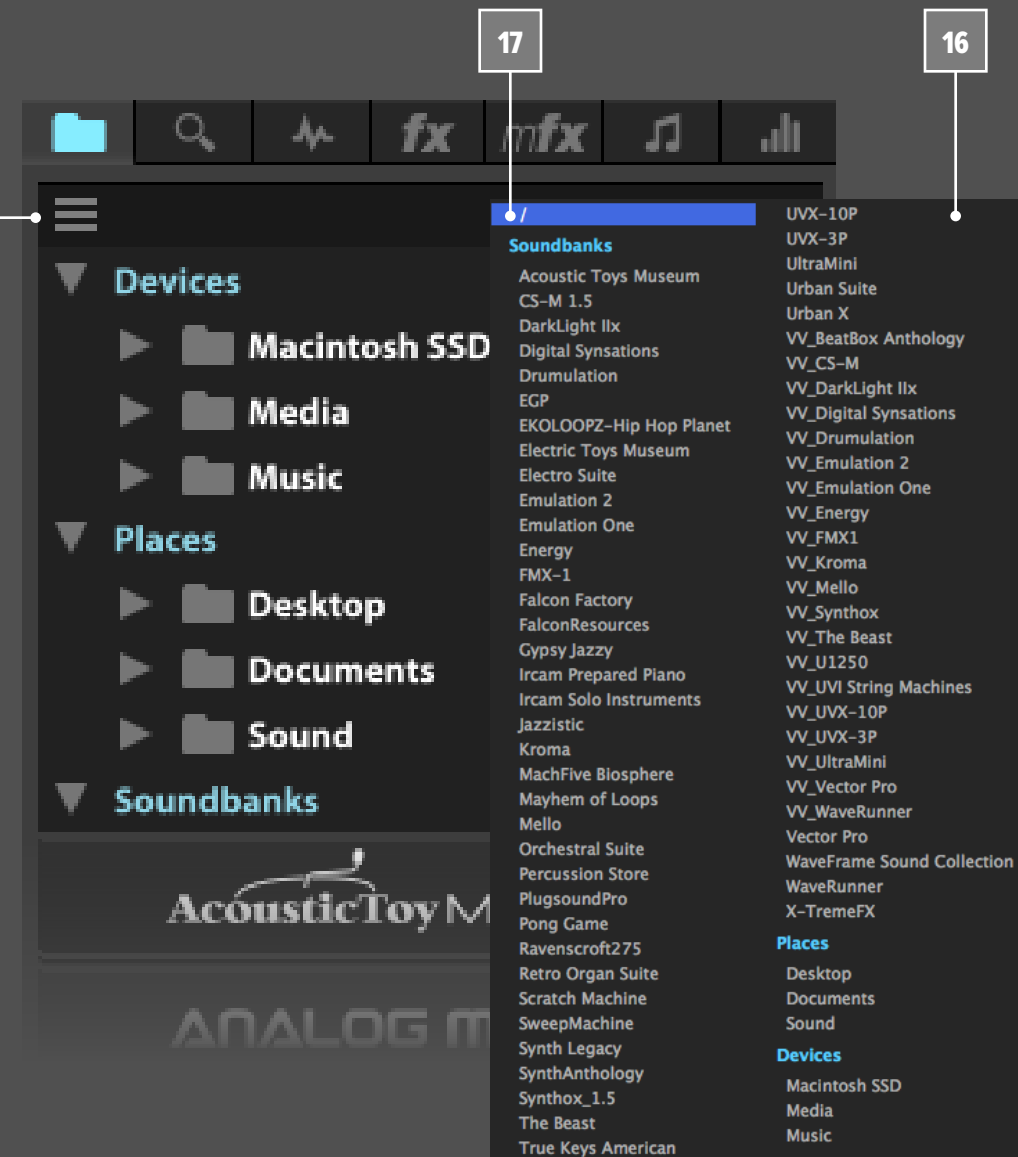 17
16
fx
mfx
Devices
Macintosh SSD
Media
Music
Places
Desktop
Documents
Sound
Soundbanks
AcousticToy M
ANALOG
/
Soundbanks
Acoustic Toys Museum
CS-M 1.5
DarkLight IIx
Digital Synsations
Drumulation
EGP
EKOLOOPZ-Hip Hop Planet
Electric Toys Museum
Electro Suite
Emulation 2
Emulation One
Energy
FMX-1
Falcon Factory
FalconResources
Gypsy Jazzy
Ircam Prepared Piano
Ircam Solo Instruments
Jazzistic
Kroma
MachFive Biosphere
Mayhem of Loops
Mello
Orchestral Suite
Percussion Store
PlugsoundPro
Pong Game
Ravenscroft275
Retro Organ Suite
Scratch Machine
SweepMachine
Synth Legacy
SynthAnthology
Synthox_1.5
The Beast
True Keys American
UVX-10P
UVX-3P
UltraMini
Urban Suite
Urban X
VV_BeatBox Anthology
VV_CS-M
VV_DarkLight IIx
VV_Digital Synsations
VV_Drumulation
VV_Emulation 2
VV_Emulation One
VV_Energy
VV_FMX1
VV_Kroma
VV_Mello
VV_Synthox
VV_The Beast
VV_U1250
VV_UVI String Machines
VV_UVX-10P
VV_UVX-3P
VV_UltraMini
VV_Vector Pro
VV_WaveRunner
Vector Pro
WaveFrame Sound Collection
WaveRunner
X-TremeFX
Places
Desktop
Documents
Sound
Devices
Macintosh SSD
Media
Music